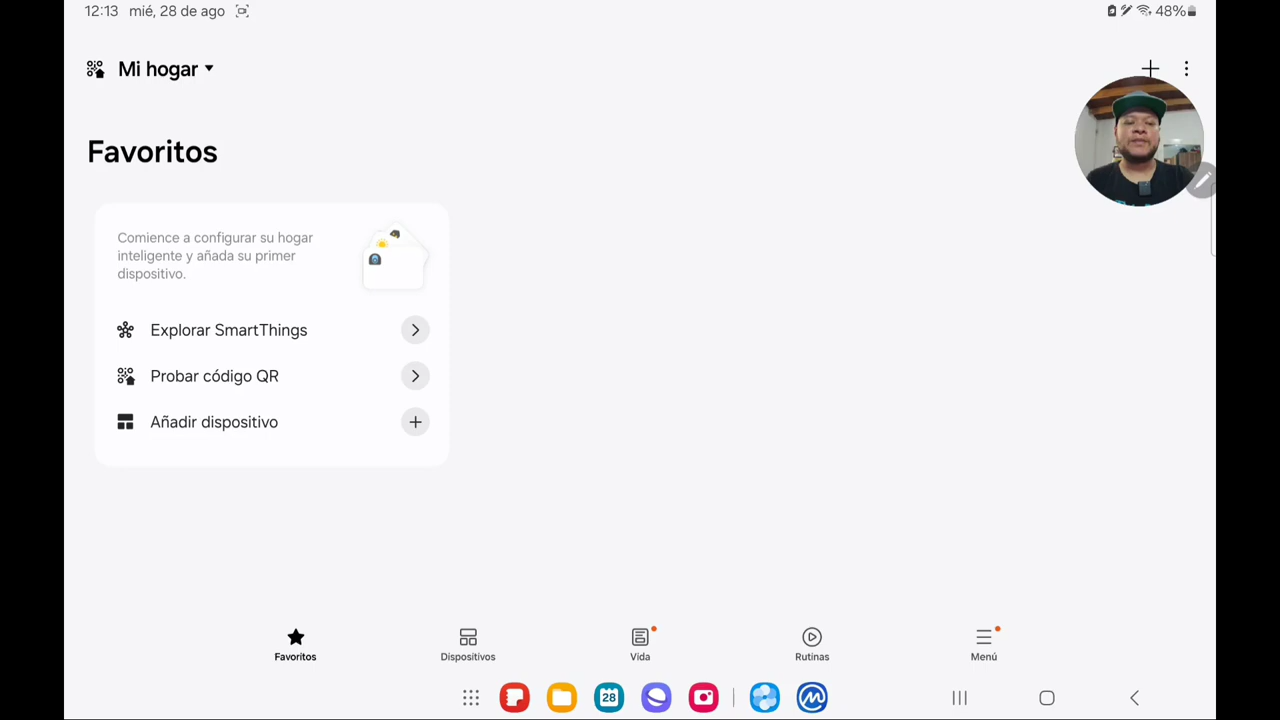 12:13 mié, 28 de ago
48%
Mi hogar
Favoritos
Comience a configurar su hogar
inteligente y añada su primer
dispositivo.
Explorar SmartThings
Probar código QR
Añadir dispositivo
Favoritos
Dispositivos
Vida
Rutinas
Menú
28